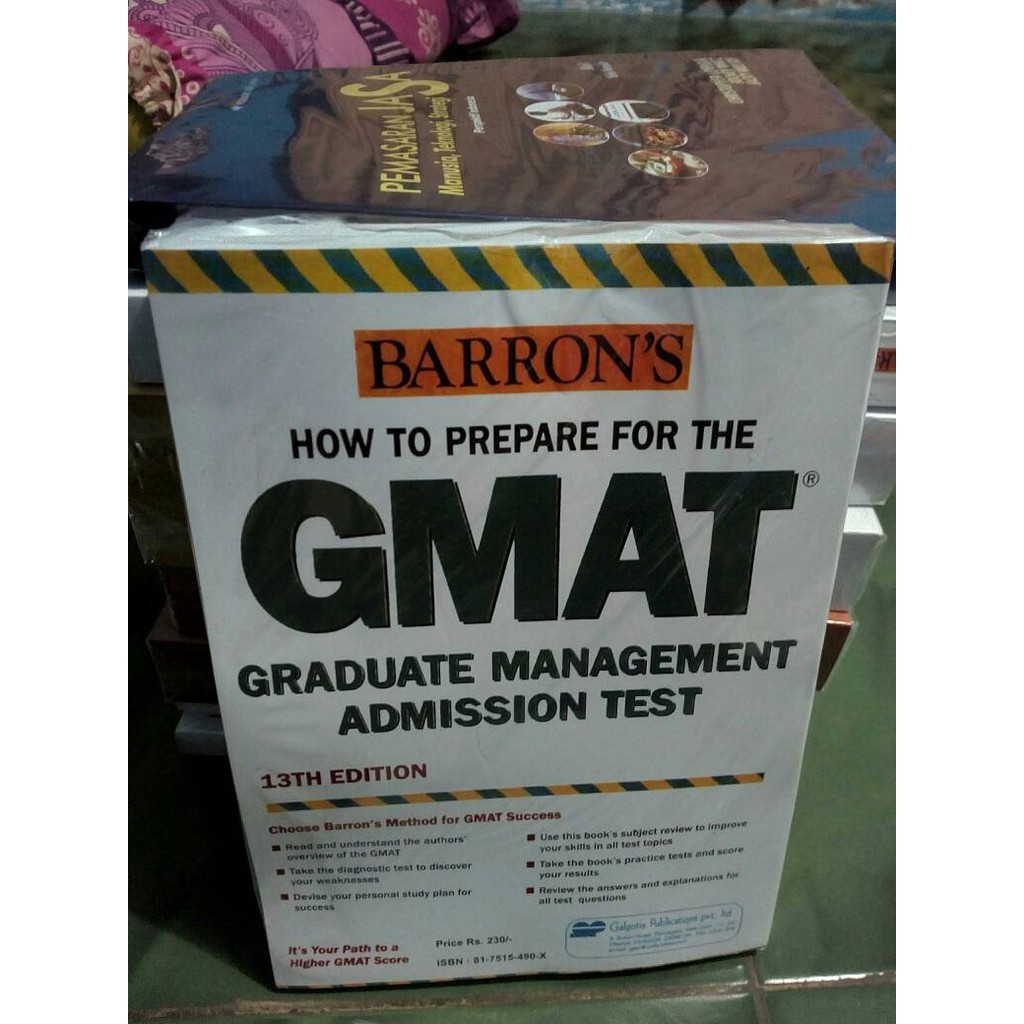 PEMASARAN JASA
Manusia, Teknologi, Strategi
BARRON'S
HOW TO PREPARE FOR THE
GMAT®
GRADUATE MANAGEMENT
ADMISSION TEST
13TH EDITION
Choose Barron's Method for GMAT Success
Read and understand the authors'
overview of the GMAT
Take the diagnostic test to discover
your weaknesses
Devise your personal study plan for
success
Use this book's subject review to improve
your skills in all test topics
Take the book's practice tests and score
your results
Review the answers and explanations for
all test questions
It's Your Path to a
Higher GMAT Score
Price Rs. 230/-
ISBN : 81-7515-490-X
Galgotia Publications pvt. ltd